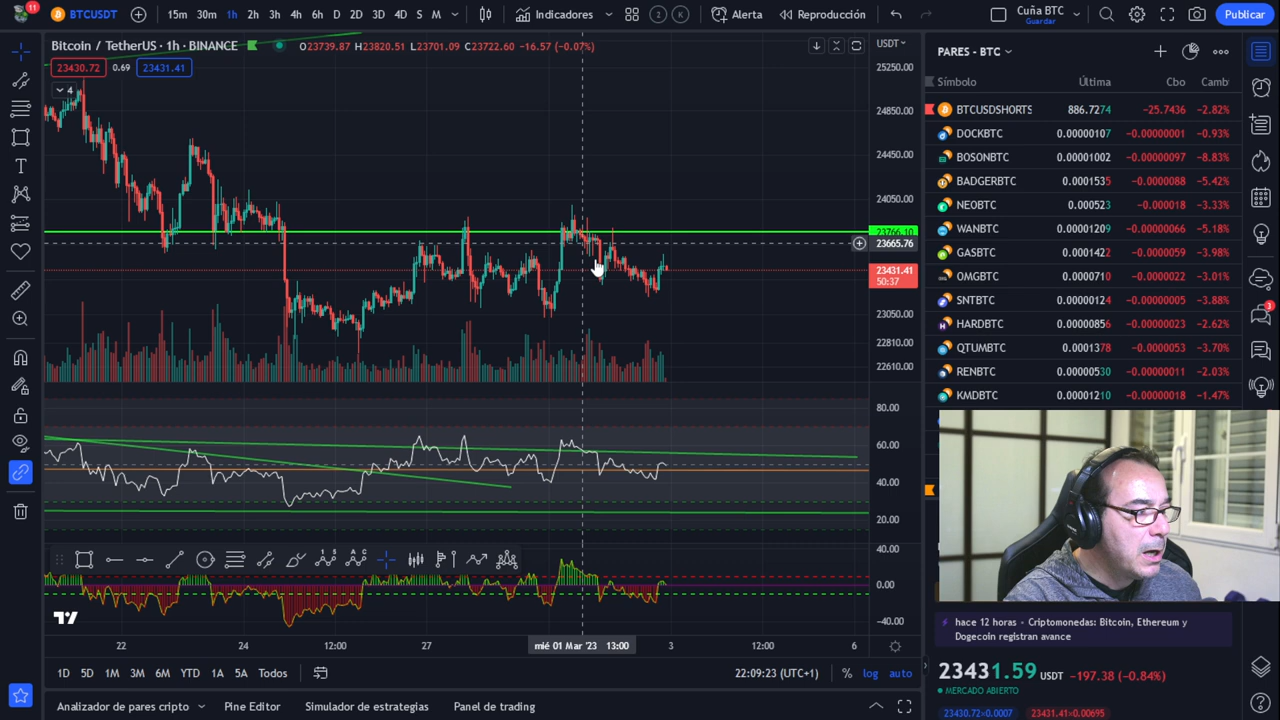 11
BTCUSDT
15m 30m 1h 2h 3h 4h 6h D 2D 3D 4D S M
Indicadores
2 K
Alerta
Reproducción
Cuña BTC
Guardar
Publicar
Bitcoin / TetherUS · 1h · BINANCE
O23739.87 H23820.51 L23701.09 C23722.60 −16.57 (−0.07%)
USDT
23430.72 0.69 23431.41
4
25250.00
24850.00
24450.00
24050.00
23766.10
23665.76
23431.41
50:37
23050.00
22810.00
22610.00
80.00
60.00
40.00
20.00
40.00
0.00
−40.00
22 24 12:00 27 mié 01 Mar '23 13:00 3 12:00 6
1D 5D 1M 3M 6M YTD 1A 5A Todos
22:09:23 (UTC+1)
% log auto
Analizador de pares cripto
Pine Editor
Simulador de estrategias
Panel de trading
PARES - BTC
Símbolo Última Cbo Camb
BTCUSDSHORTS 886.7274 −25.7436 −2.82%
DOCKBTC 0.00000107 −0.00000001 −0.93%
BOSONBTC 0.00001002 −0.00000097 −8.83%
BADGERBTC 0.0001535 −0.0000088 −5.42%
NEOBTC 0.000523 −0.000018 −3.33%
WANBTC 0.00001209 −0.00000066 −5.18%
GASBTC 0.0001421 −0.0000059 −3.98%
OMGBTC 0.0000710 −0.0000022 −3.01%
SNTBTC 0.00000124 −0.00000005 −3.88%
HARDBTC 0.00000856 −0.00000023 −2.62%
QTUMBTC 0.0001378 −0.0000053 −3.70%
RENBTC 0.00000530 −0.00000011 −2.03%
KMDBTC 0.00001210 −0.00000018 −1.47%
3
hace 12 horas · Criptomonedas: Bitcoin, Ethereum y
Dogecoin registran avance
23431.59 USDT −197.38 (−0.84%)
MERCADO ABIERTO
23430.72×0.0007 23431.41×0.00695